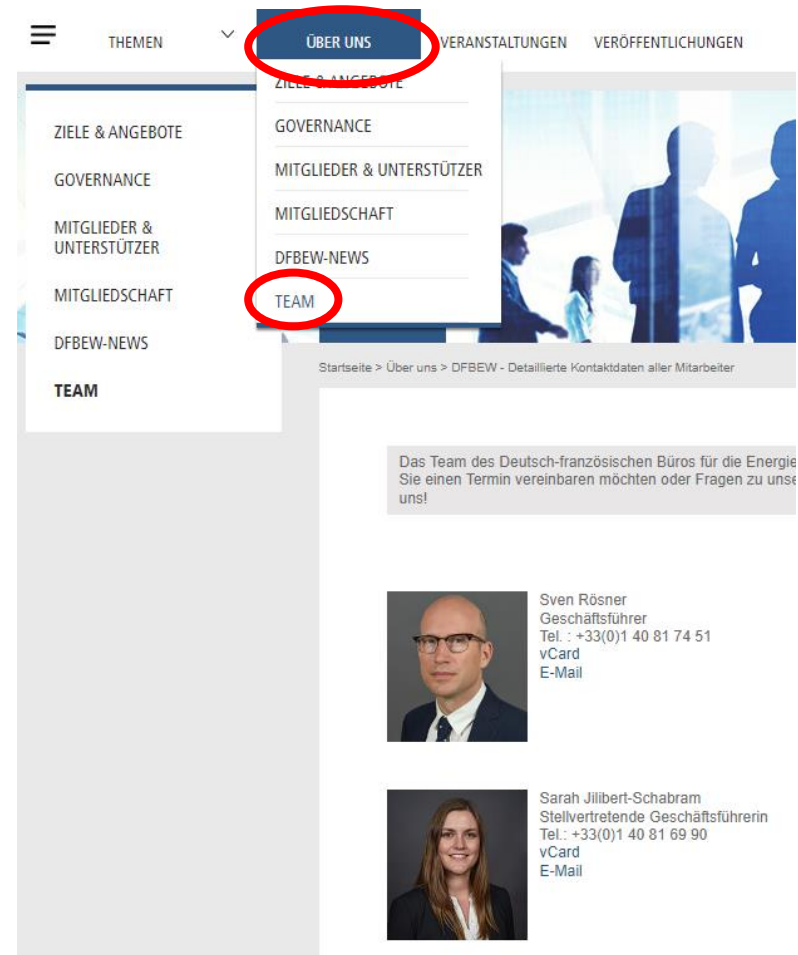 THEMEN
ÜBER UNS
VERANSTALTUNGEN
VERÖFFENTLICHUNGEN
ZIELE & ANGEBOTE
GOVERNANCE
MITGLIEDER & UNTERSTÜTZER
MITGLIEDSCHAFT
DFBEW-NEWS
TEAM
ZIELE & ANGEBOTE
GOVERNANCE
MITGLIEDER &
UNTERSTÜTZER
MITGLIEDSCHAFT
DFBEW-NEWS
TEAM
Startseite > Über uns > DFBEW - Detaillierte Kontaktdaten aller Mitarbeiter
Das Team des Deutsch-französischen Büros für die Energie
Sie einen Termin vereinbaren möchten oder Fragen zu unse
uns!
Sven Rösner
Geschäftsführer
Tel. : +33(0)1 40 81 74 51
vCard
E-Mail
Sarah Jilibert-Schabram
Stellvertretende Geschäftsführerin
Tel.: +33(0)1 40 81 69 90
vCard
E-Mail